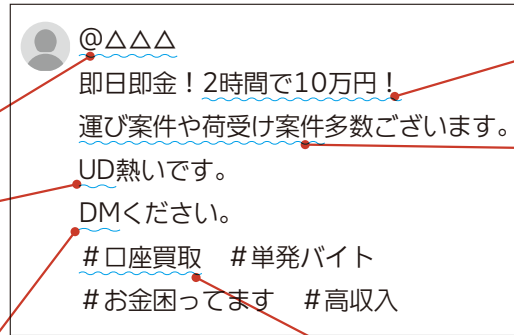 @△△△
即日即金！2時間で10万円！
運び案件や荷受け案件多数ございます。
UD熱いです。
DMください。
#口座買取　#単発バイト
#お金困ってます　#高収入